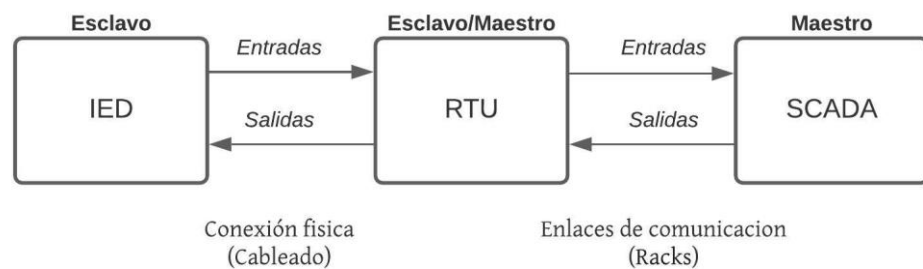 Esclavo
Esclavo/Maestro
Maestro
Entradas
Entradas
IED
RTU
SCADA
Salidas
Salidas
Conexión fisica
(Cableado)
Enlaces de comunicacion
(Racks)